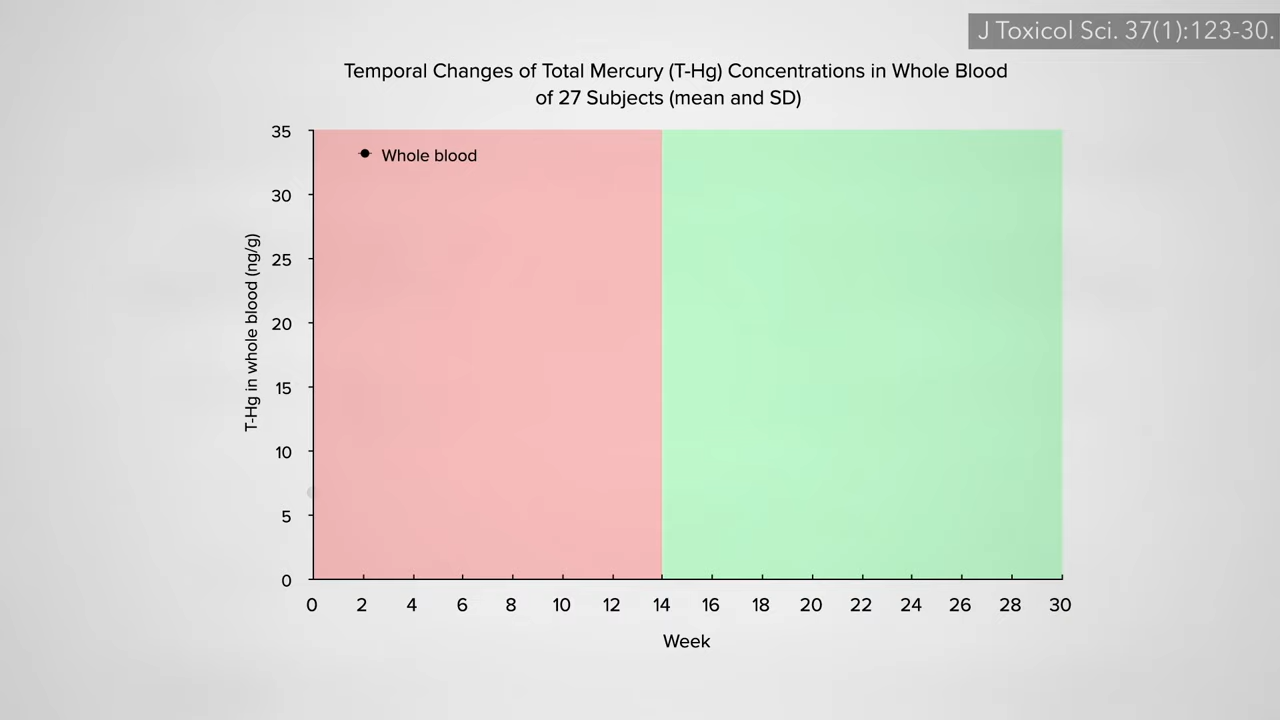 J Toxicol Sci. 37(1):123-30.
Temporal Changes of Total Mercury (T-Hg) Concentrations in Whole Blood
of 27 Subjects (mean and SD)
Whole blood
T-Hg in whole blood (ng/g)
35
30
25
20
15
10
5
0
0 2 4 6 8 10 12 14 16 18 20 22 24 26 28 30
Week